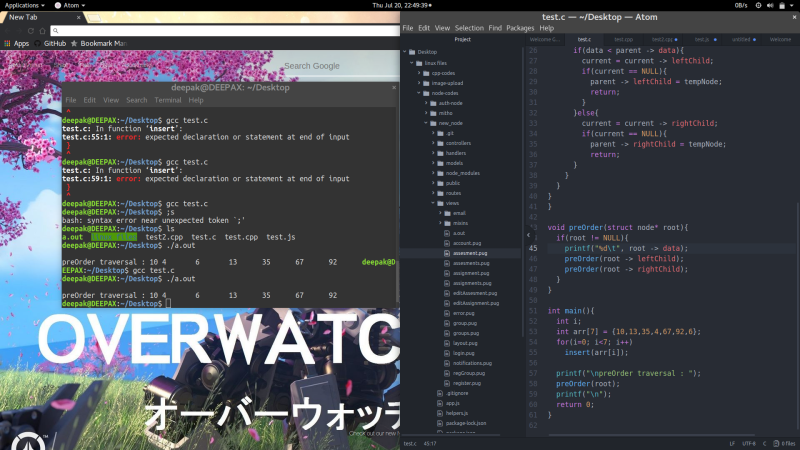 Applications Atom Thu Jul 20, 22:49:39 0B/s
New Tab
Apps GitHub Bookmark Ma
Search Google
deepak@DEEPAX: ~/Desktop
File Edit View Search Terminal Help
^
deepak@DEEPAX:~/Desktop$ gcc test.c
test.c: In function ‘insert’:
test.c:55:1: error: expected declaration or statement at end of input
}
^
deepak@DEEPAX:~/Desktop$ gcc test.c
test.c: In function ‘insert’:
test.c:59:1: error: expected declaration or statement at end of input
}
^
deepak@DEEPAX:~/Desktop$ gcc test.c
deepak@DEEPAX:~/Desktop$ ;s
bash: syntax error near unexpected token `;'
deepak@DEEPAX:~/Desktop$ ls
a.out test2.cpp test.c test.cpp test.js
deepak@DEEPAX:~/Desktop$ ./a.out
preOrder traversal : 10 4 6 13 35 67 92 deepak@D
EEPAX:~/Desktop$ gcc test.c
deepak@DEEPAX:~/Desktop$ ./a.out
preOrder traversal : 10 4 6 13 35 67 92
deepak@DEEPAX:~/Desktop$
OVERWATC
オーバーウォッチ
Check out our new
test.c — ~/Desktop — Atom
File Edit View Selection Find Packages Help
Project
Desktop
linux files
cpp-codes
image-upload
node-codes
auth-node
miths
new_node
.git
controllers
handlers
models
node_modules
public
routes
views
email
mixins
a.out
account.pug
assesment.pug
assesments.pug
assignment.pug
assignments.pug
editAssesment.pug
editAssignment.pug
error.pug
group.pug
groups.pug
layout.pug
login.pug
notifications.pug
regGroup.pug
register.pug
.gitignore
app.js
helpers.js
package-lock.json
Welcome G... test.c test.cpp test2.cpp test.js untitled Welcome
26 if(data < parent -> data){
27 current = current -> leftChild;
28 if(current == NULL){
29 parent -> leftChild = tempNode;
30 return;
31 }
32 }else{
33 current = current -> rightChild;
34 if(current == NULL){
35 parent -> rightChild = tempNode;
36 return;
37 }
38 }
39 }
40 }
41 }
42
43 void preOrder(struct node* root){
44 if(root != NULL){
45 printf("%d\t", root -> data);
46 preOrder(root -> leftChild);
47 preOrder(root -> rightChild);
48 }
49 }
50
51 int main(){
52 int i;
53 int arr[7] = {10,13,35,4,67,92,6};
54 for(i=0; i<7; i++)
55 insert(arr[i]);
56
57 printf("\npreOrder traversal : ");
58 preOrder(root);
59 printf("\n");
60 return 0;
61 }
62
test.c 45:17 LF UTF-8 C 0 files